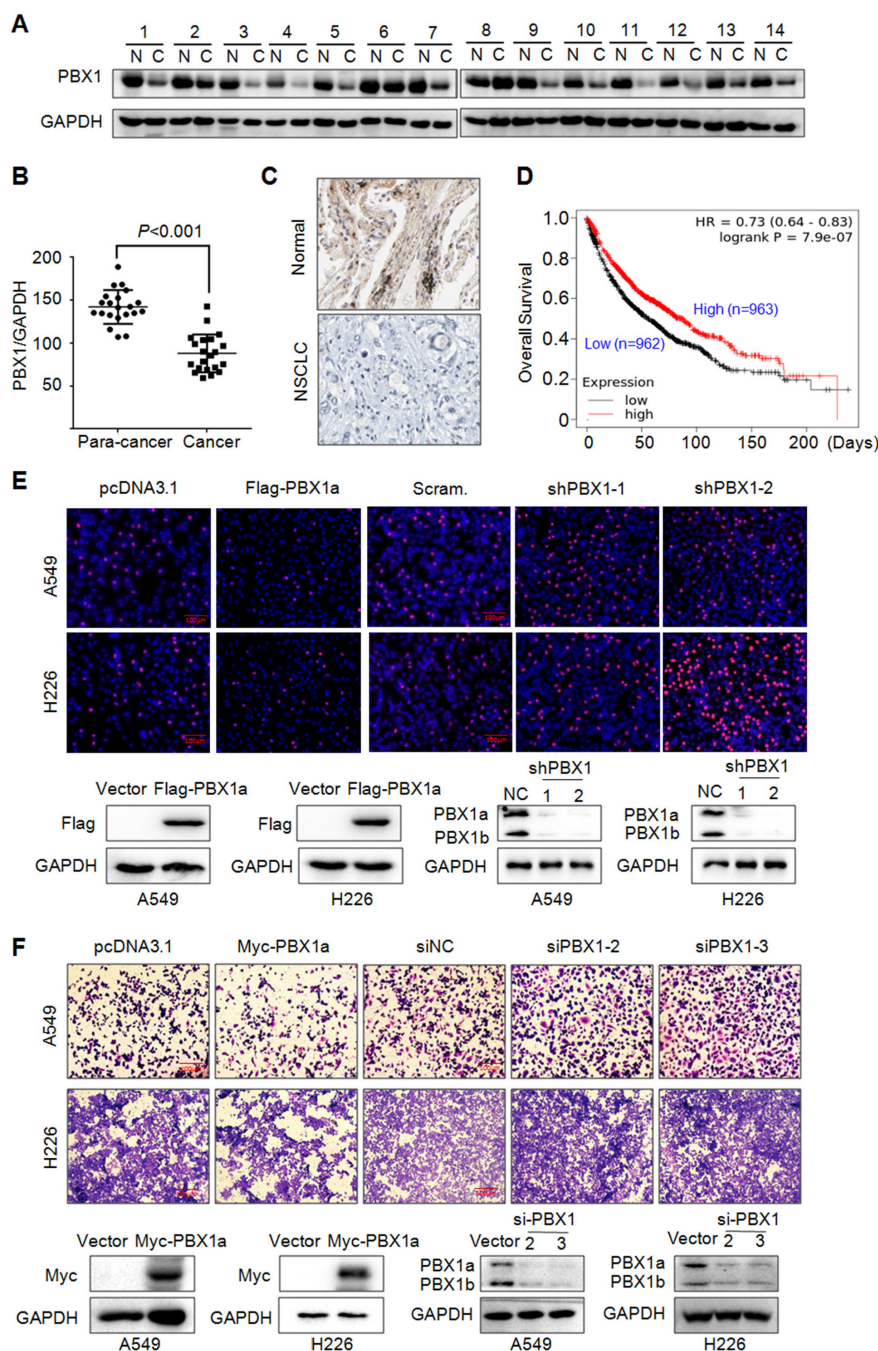 A
1 2 3 4 5 6 7 8 9 10 11 12 13 14
N C N C N C N C N C N C N C N C N C N C N C N C N C N C
PBX1
GAPDH
B
P<0.001
PBX1/GAPDH
200
150
100
50
Para-cancer Cancer
C
Normal
NSCLC
D
HR = 0.73 (0.64 - 0.83)
logrank P = 7.9e-07
Overall Survival
1.0
0.8
0.6
0.4
0.2
0
High (n=963)
Low (n=962)
Expression
low
high
0 50 100 150 200 (Days)
E
pcDNA3.1 Flag-PBX1a Scram. shPBX1-1 shPBX1-2
A549
100μm 100μm
H226
100μm 100μm
Vector Flag-PBX1a
Flag
GAPDH
A549
Vector Flag-PBX1a
Flag
GAPDH
H226
shPBX1
NC 1 2
PBX1a
PBX1b
GAPDH
A549
shPBX1
NC 1 2
PBX1a
PBX1b
GAPDH
H226
F
pcDNA3.1 Myc-PBX1a siNC siPBX1-2 siPBX1-3
A549
H226
Vector Myc-PBX1a
Myc
GAPDH
A549
Vector Myc-PBX1a
Myc
GAPDH
H226
si-PBX1
Vector 2 3
PBX1a
PBX1b
GAPDH
A549
si-PBX1
Vector 2 3
PBX1a
PBX1b
GAPDH
H226